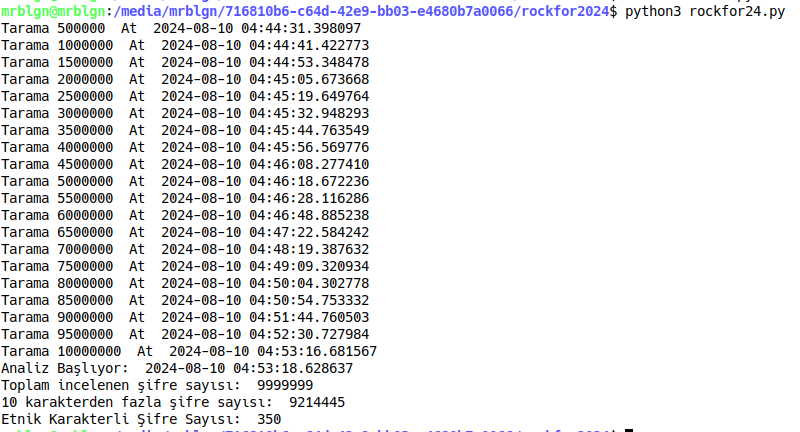 mrblgn@mrblgn:/media/mrblgn/716810b6-c64d-42e9-bb03-e4680b7a0066/rockfor2024$ python3 rockfor24.py
Tarama 500000  At  2024-08-10 04:44:31.398097
Tarama 1000000  At  2024-08-10 04:44:41.422773
Tarama 1500000  At  2024-08-10 04:44:53.348478
Tarama 2000000  At  2024-08-10 04:45:05.673668
Tarama 2500000  At  2024-08-10 04:45:19.649764
Tarama 3000000  At  2024-08-10 04:45:32.948293
Tarama 3500000  At  2024-08-10 04:45:44.763549
Tarama 4000000  At  2024-08-10 04:45:56.569776
Tarama 4500000  At  2024-08-10 04:46:08.277410
Tarama 5000000  At  2024-08-10 04:46:18.672236
Tarama 5500000  At  2024-08-10 04:46:28.116286
Tarama 6000000  At  2024-08-10 04:46:48.885238
Tarama 6500000  At  2024-08-10 04:47:22.584242
Tarama 7000000  At  2024-08-10 04:48:19.387632
Tarama 7500000  At  2024-08-10 04:49:09.320934
Tarama 8000000  At  2024-08-10 04:50:04.302778
Tarama 8500000  At  2024-08-10 04:50:54.753332
Tarama 9000000  At  2024-08-10 04:51:44.760503
Tarama 9500000  At  2024-08-10 04:52:30.727984
Tarama 10000000  At  2024-08-10 04:53:16.681567
Analiz Başlıyor:  2024-08-10 04:53:18.628637
Toplam incelenen şifre sayısı:  9999999
10 karakterden fazla şifre sayısı:  9214445
Etnik Karakterli Şifre Sayısı:  350